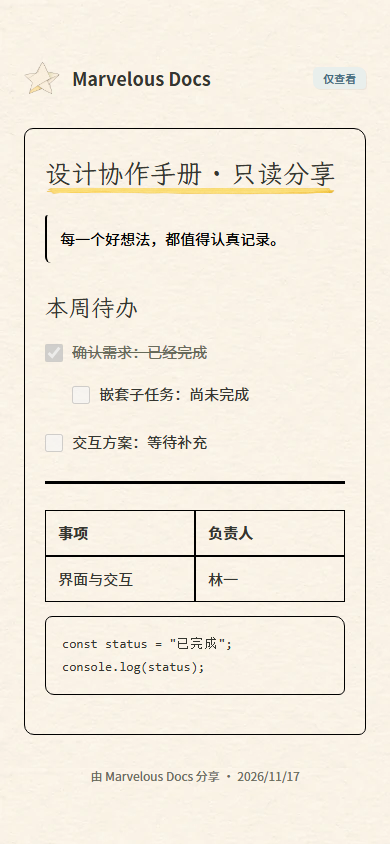 Marvelous Docs
仅查看
设计协作手册 · 只读分享
每一个好想法，都值得认真记录。
本周待办
确认需求：已经完成
嵌套子任务：尚未完成
交互方案：等待补充
事项 负责人
界面与交互 林一
const status = "已完成";
console.log(status);
由 Marvelous Docs 分享 · 2026/11/17